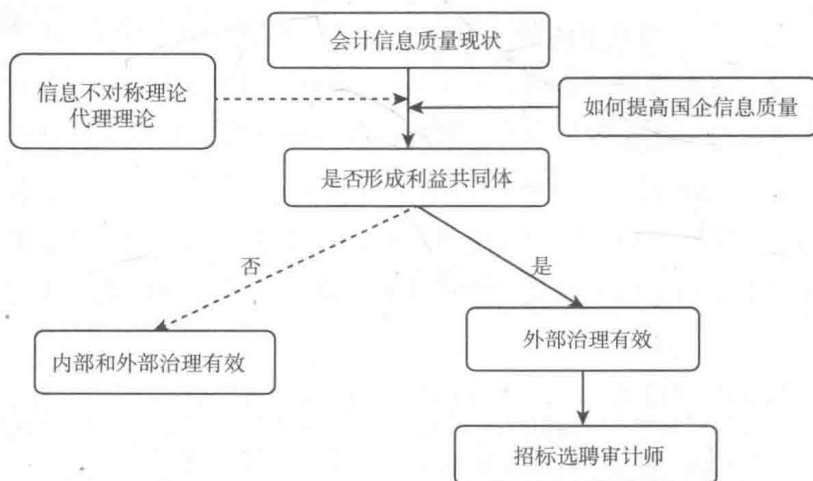 会计信息质量现状
信息不对称理论
代理理论
如何提高国企信息质量
是否形成利益共同体
否
是
内部和外部治理有效
外部治理有效
招标选聘审计师